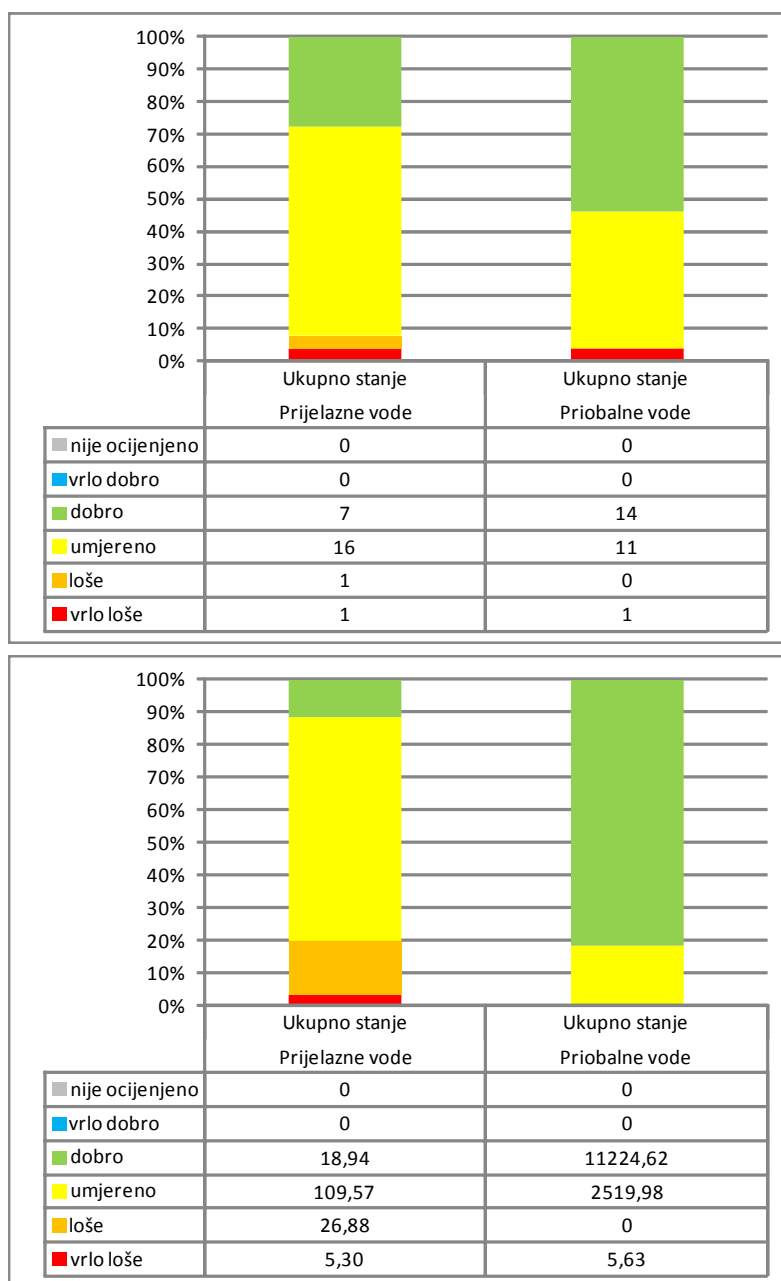 100%
90%
80%
70%
60%
50%
40%
30%
20%
10%
0%
Ukupno stanje Ukupno stanje
Prijelazne vode Priobalne vode
nije ocijenjeno 0 0
vrlo dobro 0 0
dobro 7 14
umjereno 16 11
loše 1 0
vrlo loše 1 1
100%
90%
80%
70%
60%
50%
40%
30%
20%
10%
0%
Ukupno stanje Ukupno stanje
Prijelazne vode Priobalne vode
nije ocijenjeno 0 0
vrlo dobro 0 0
dobro 18,94 11224,62
umjereno 109,57 2519,98
loše 26,88 0
vrlo loše 5,30 5,63